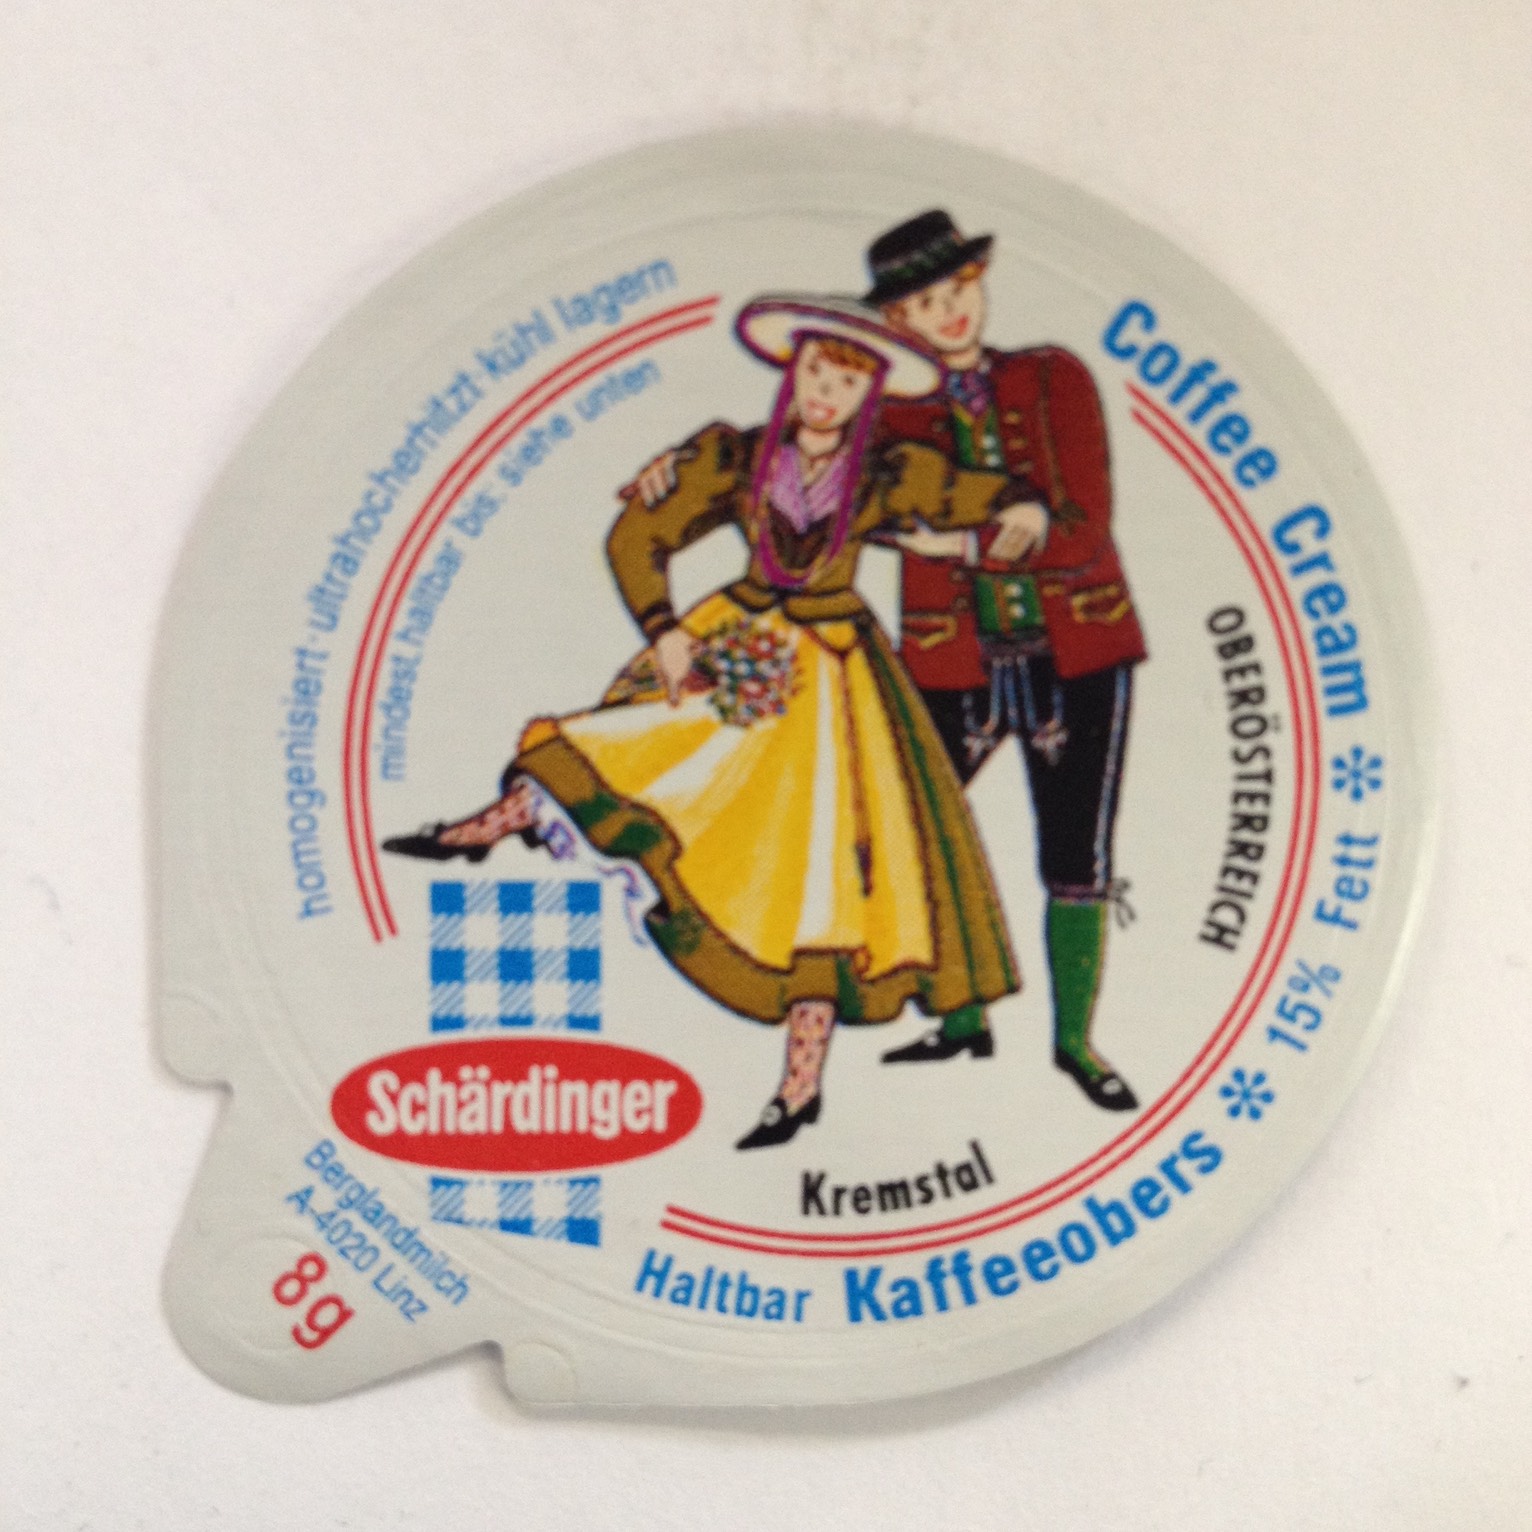 homogenisiert · ultrahocherhitzt kühl lagern
mindest. haltbar bis: siehe unten
Coffee Cream * 15% Fett * Haltbar Kaffeeobers
OBERÖSTERREICH
Kremstal
Schärdinger
Berglandmilch
A-4020 Linz
8g